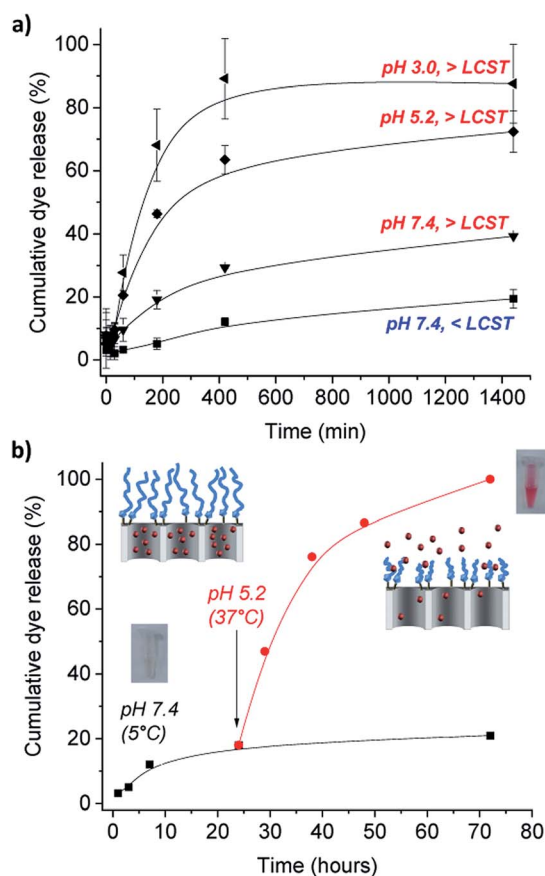 a)
100
80
60
40
20
0
Cumulative dye release (%)
pH 3.0, > LCST
pH 5.2, > LCST
pH 7.4, > LCST
pH 7.4, < LCST
0 200 400 600 800 1000 1200 1400
Time (min)
b)
100
80
60
40
20
0
Cumulative dye release (%)
pH 5.2
(37°C)
pH 7.4
(5°C)
0 10 20 30 40 50 60 70 80
Time (hours)